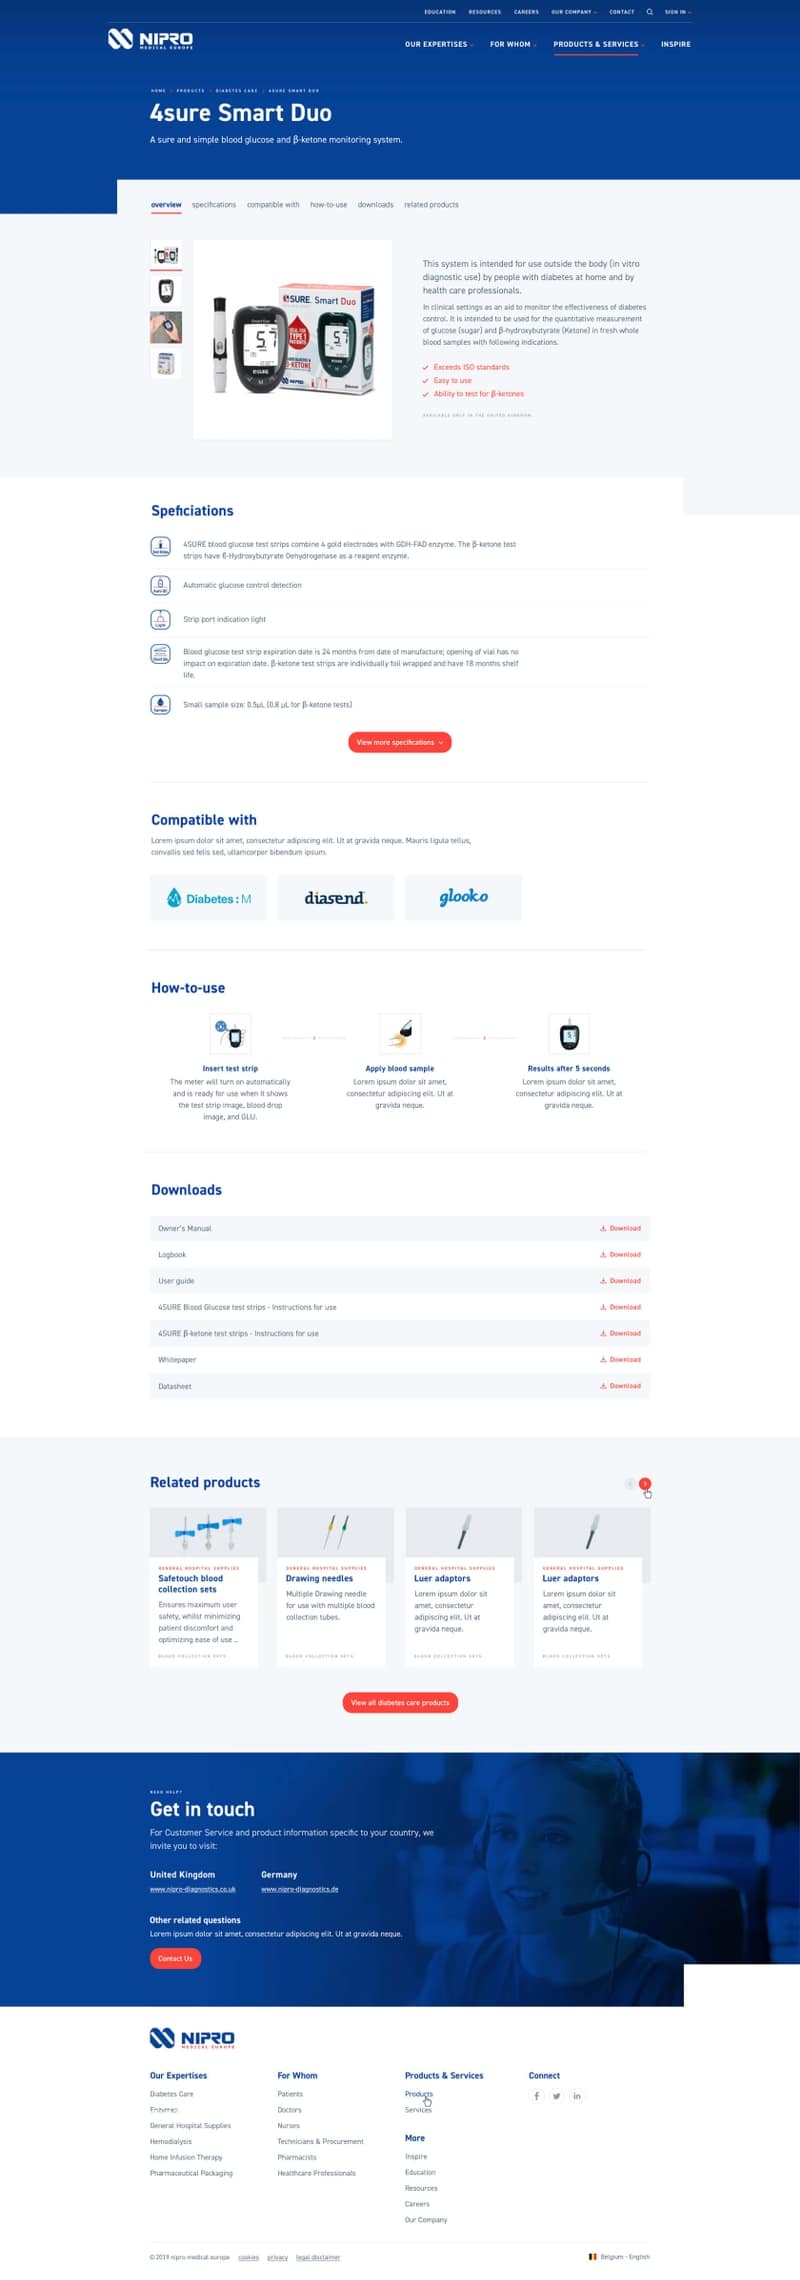 EDUCATION RESOURCES CAREERS OUR COMPANY CONTACT SIGN IN
NIPRO
MEDICAL EUROPE
OUR EXPERTISES FOR WHOM PRODUCTS & SERVICES INSPIRE
HOME PRODUCTS DIABETES CARE 4SURE SMART DUO
4sure Smart Duo
A sure and simple blood glucose and β-ketone monitoring system.
overview specifications compatible with how-to-use downloads related products
This system is intended for use outside the body (in vitro
diagnostic use) by people with diabetes at home and by
health care professionals.
In clinical settings as an aid to monitor the effectiveness of diabetes
control. It is intended to be used for the quantitative measurement
of glucose (sugar) and β-hydroxybutyrate (Ketone) in fresh whole
blood samples with following indications.
Exceeds ISO standards
Easy to use
Ability to test for β-ketones
AVAILABLE ONLY IN THE UNITED KINGDOM
4SURE. Smart Duo
IDEAL FOR
TYPE 1
PATIENTS
5.7
5.7
M
4SURE
KETONE
NIPRO
Speficiations
4SURE blood glucose test strips combine 4 gold electrodes with GDH-FAD enzyme. The β-ketone test
strips have ß-Hydroxybutyrate Dehydrogenase as a reagent enzyme.
Automatic glucose control detection
Strip port indication light
Light
Blood glucose test strip expiration date is 24 months from date of manufacture; opening of vial has no
impact on expiration date. β-ketone test strips are individually foil wrapped and have 18 months shelf
life.
Small sample size: 0.5μL (0.8 μL for β-ketone tests)
Sample
View more specifications
Compatible with
Lorem ipsum dolor sit amet, consectetur adipiscing elit. Ut at gravida neque. Mauris ligula tellus,
convallis sed felis sed, ullamcorper bibendum ipsum.
Diabetes:M
diasend.
glooko
How-to-use
Insert test strip
The meter will turn on automatically
and is ready for use when it shows
the test strip image, blood drop
image, and GLU.
Apply blood sample
Lorem ipsum dolor sit amet,
consectetur adipiscing elit. Ut at
gravida neque.
Results after 5 seconds
Lorem ipsum dolor sit amet,
consectetur adipiscing elit. Ut at
gravida neque.
Downloads
Owner's Manual Download
Logbook Download
User guide Download
4SURE Blood Glucose test strips - Instructions for use Download
4SURE β-ketone test strips - Instructions for use Download
Whitepaper Download
Datasheet Download
Related products
GENERAL HOSPITAL SUPPLIES
Safetouch blood
collection sets
Ensures maximum user
safety, whilst minimizing
patient discomfort and
optimizing ease of use ...
BLOOD COLLECTION SETS
GENERAL HOSPITAL SUPPLIES
Drawing needles
Multiple Drawing needle
for use with multiple blood
collection tubes.
BLOOD COLLECTION SETS
GENERAL HOSPITAL SUPPLIES
Luer adaptors
Lorem ipsum dolor sit
amet, consectetur
adipiscing elit. Ut at
gravida neque.
BLOOD COLLECTION SETS
GENERAL HOSPITAL SUPPLIES
Luer adaptors
Lorem ipsum dolor sit
amet, consectetur
adipiscing elit. Ut at
gravida neque.
BLOOD COLLECTION SETS
View all diabetes care products
NEED HELP?
Get in touch
For Customer Service and product information specific to your country, we
invite you to visit:
United Kingdom
www.nipro-diagnostics.co.uk
Germany
www.nipro-diagnostics.de
Other related questions
Lorem ipsum dolor sit amet, consectetur adipiscing elit. Ut at gravida neque.
Contact Us
NIPRO
MEDICAL EUROPE
Our Expertises
Diabetes Care
Enzymes
General Hospital Supplies
Hemodialysis
Home Infusion Therapy
Pharmaceutical Packaging
For Whom
Patients
Doctors
Nurses
Technicians & Procurement
Pharmacists
Healthcare Professionals
Products & Services
Products
Services
More
Inspire
Education
Resources
Careers
Our Company
Connect
© 2019 nipro medical europe cookies privacy legal disclaimer
Belgium - English